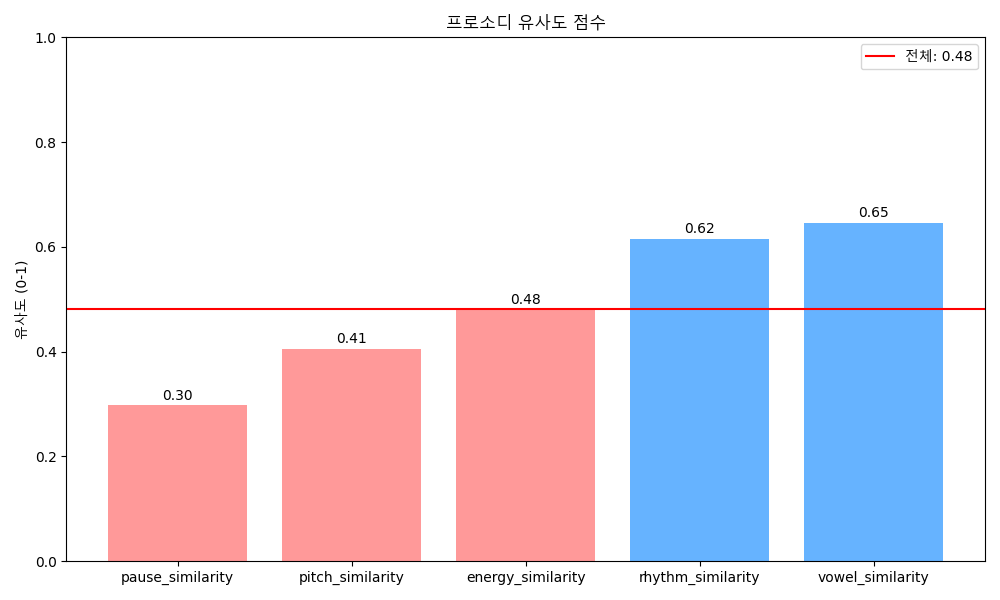 프로소디 유사도 점수
전체: 0.48
유사도 (0-1)
1.0
0.8
0.6
0.4
0.2
0.0
0.30
0.41
0.48
0.62
0.65
pause_similarity
pitch_similarity
energy_similarity
rhythm_similarity
vowel_similarity